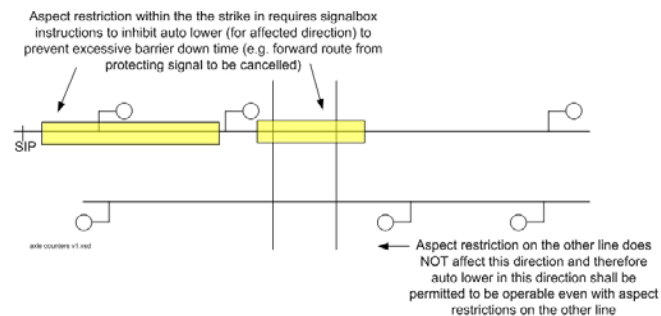 Aspect restriction within the the strike in requires signalbox
instructions to inhibit auto lower (for affected direction) to
prevent excessive barrier down time (e.g. forward route from
protecting signal to be cancelled)
SIP
axle counters v1.vsd
Aspect restriction on the other line does
NOT affect this direction and therefore
auto lower in this direction shall be
permitted to be operable even with aspect
restrictions on the other line